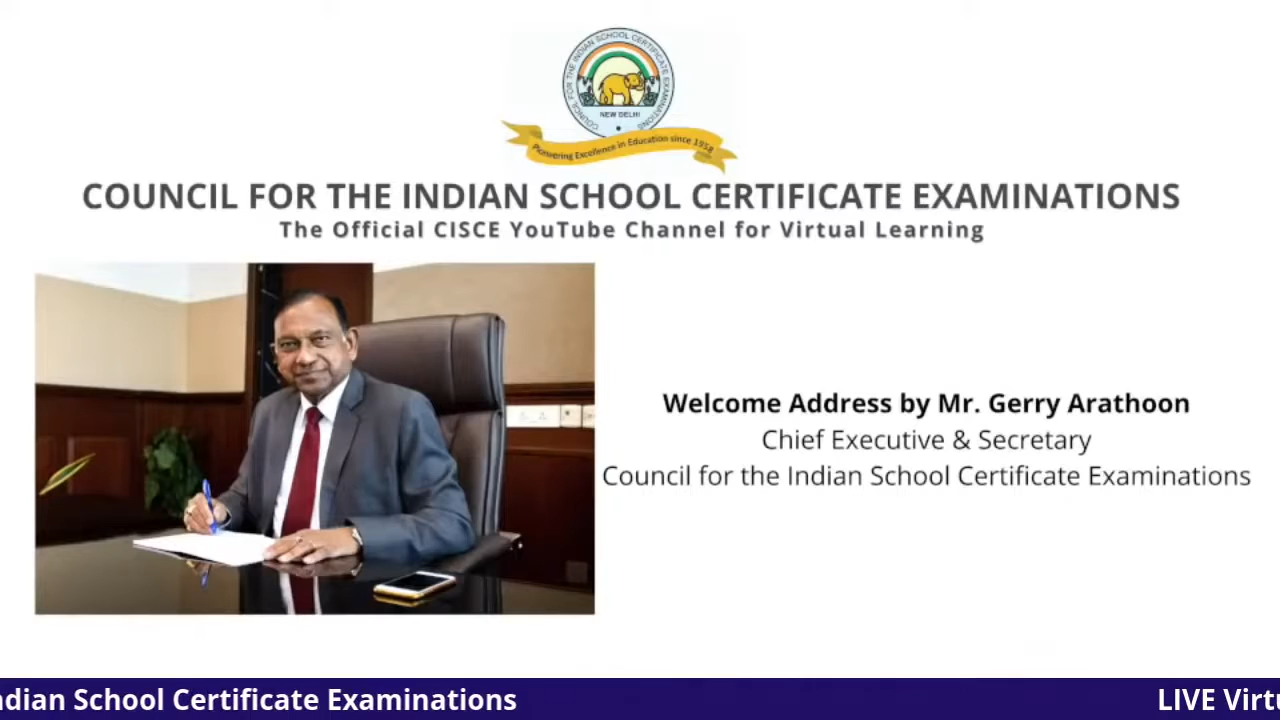 COUNCIL FOR THE INDIAN SCHOOL CERTIFICATE EXAMINATIONS
NEW DELHI
Pioneering Excellence in Education since 1958
COUNCIL FOR THE INDIAN SCHOOL CERTIFICATE EXAMINATIONS
The Official CISCE YouTube Channel for Virtual Learning
Welcome Address by Mr. Gerry Arathoon
Chief Executive & Secretary
Council for the Indian School Certificate Examinations
ndian School Certificate Examinations LIVE Virtu